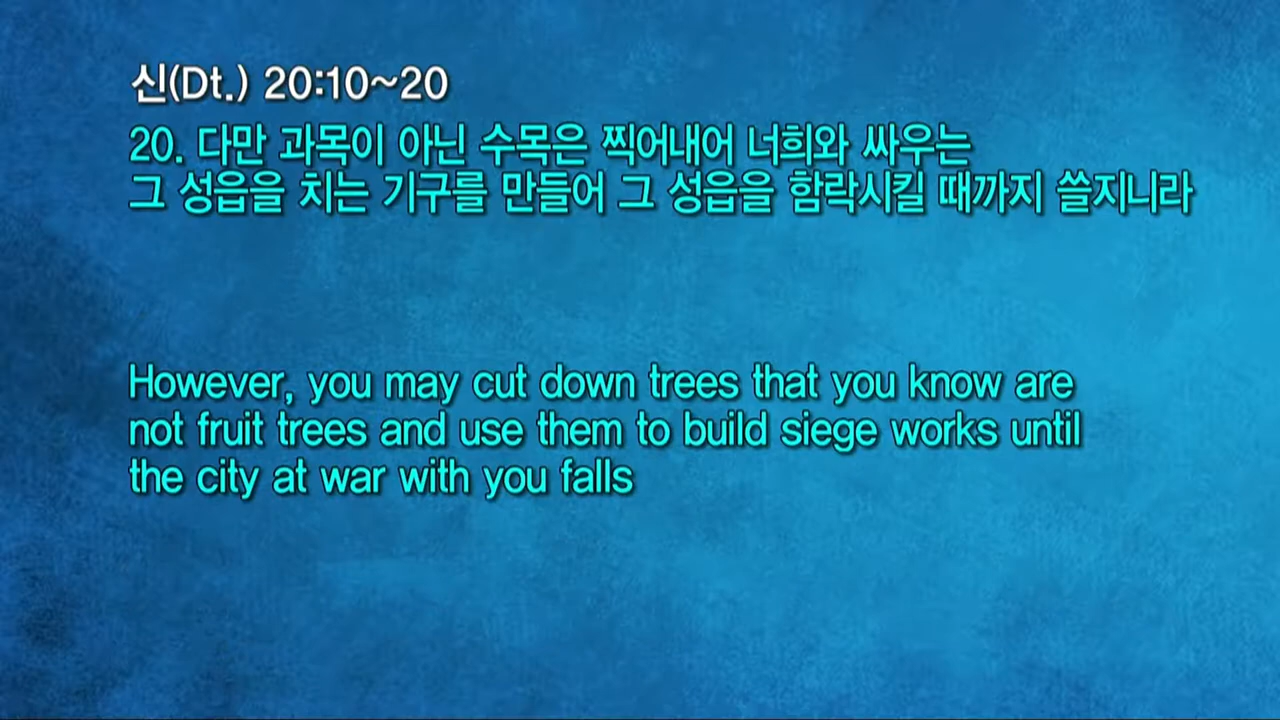 신(Dt.) 20:10~20
20. 다만 과목이 아닌 수목은 찍어내어 너희와 싸우는
그 성읍을 치는 기구를 만들어 그 성읍을 함락시킬 때까지 쓸지니라
However, you may cut down trees that you know are
not fruit trees and use them to build siege works until
the city at war with you falls